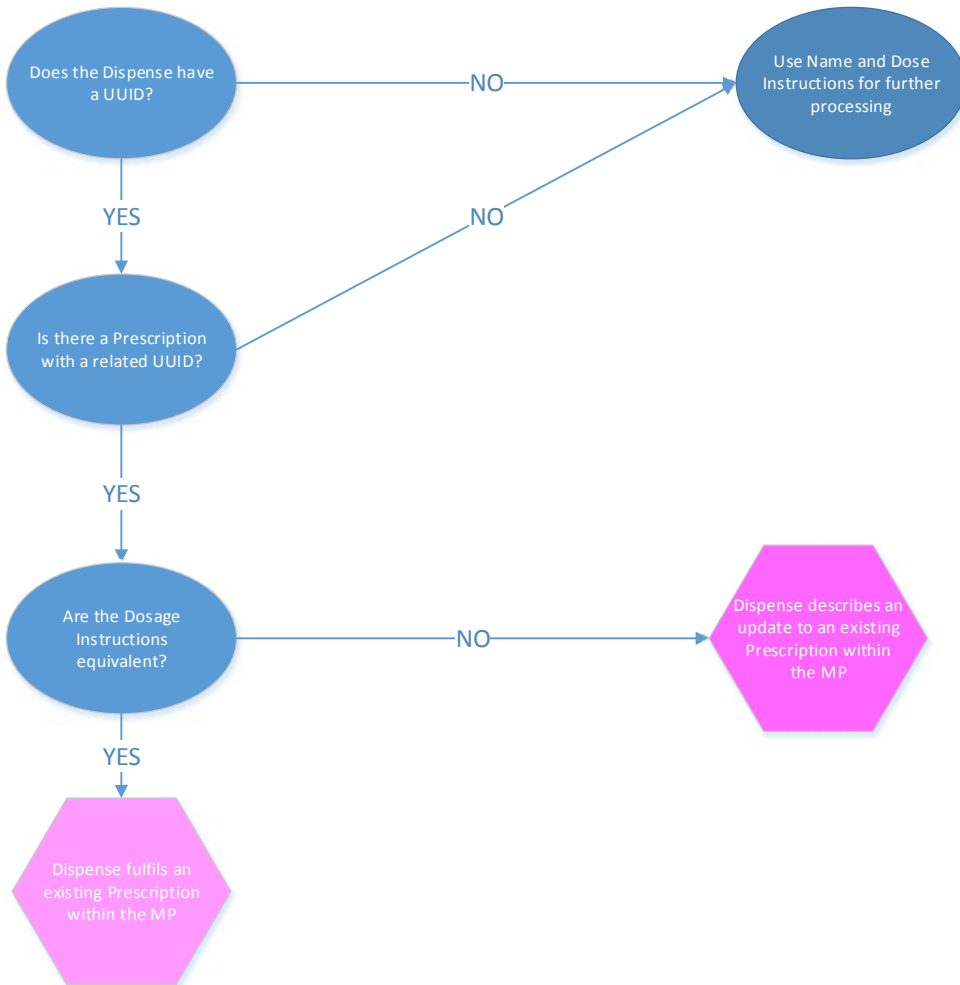 Does the Dispense have
a UUID?
NO
Use Name and Dose
Instructions for further
processing
YES
NO
Is there a Prescription
with a related UUID?
YES
Are the Dosage
Instructions
equivalent?
NO
Dispense describes an
update to an existing
Prescription within
the MP
YES
Dispense fulfils an
existing Prescription
within the MP